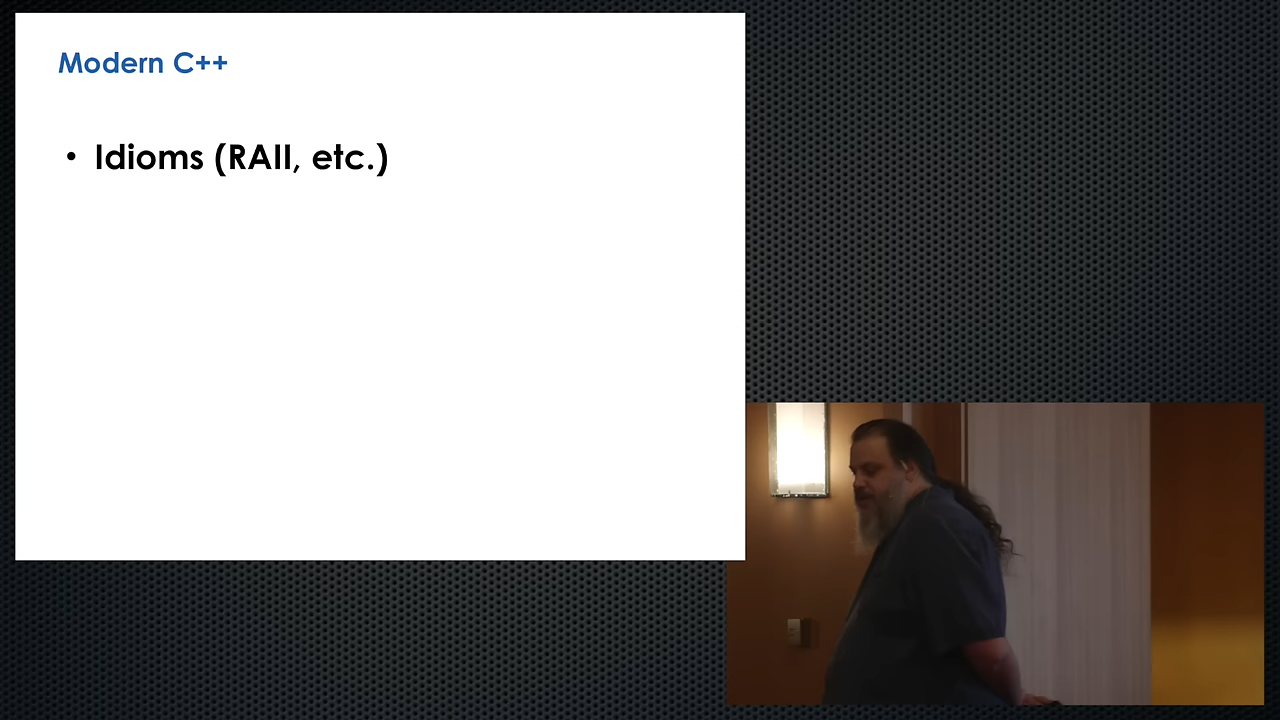 Modern C++
• Idioms (RAII, etc.)